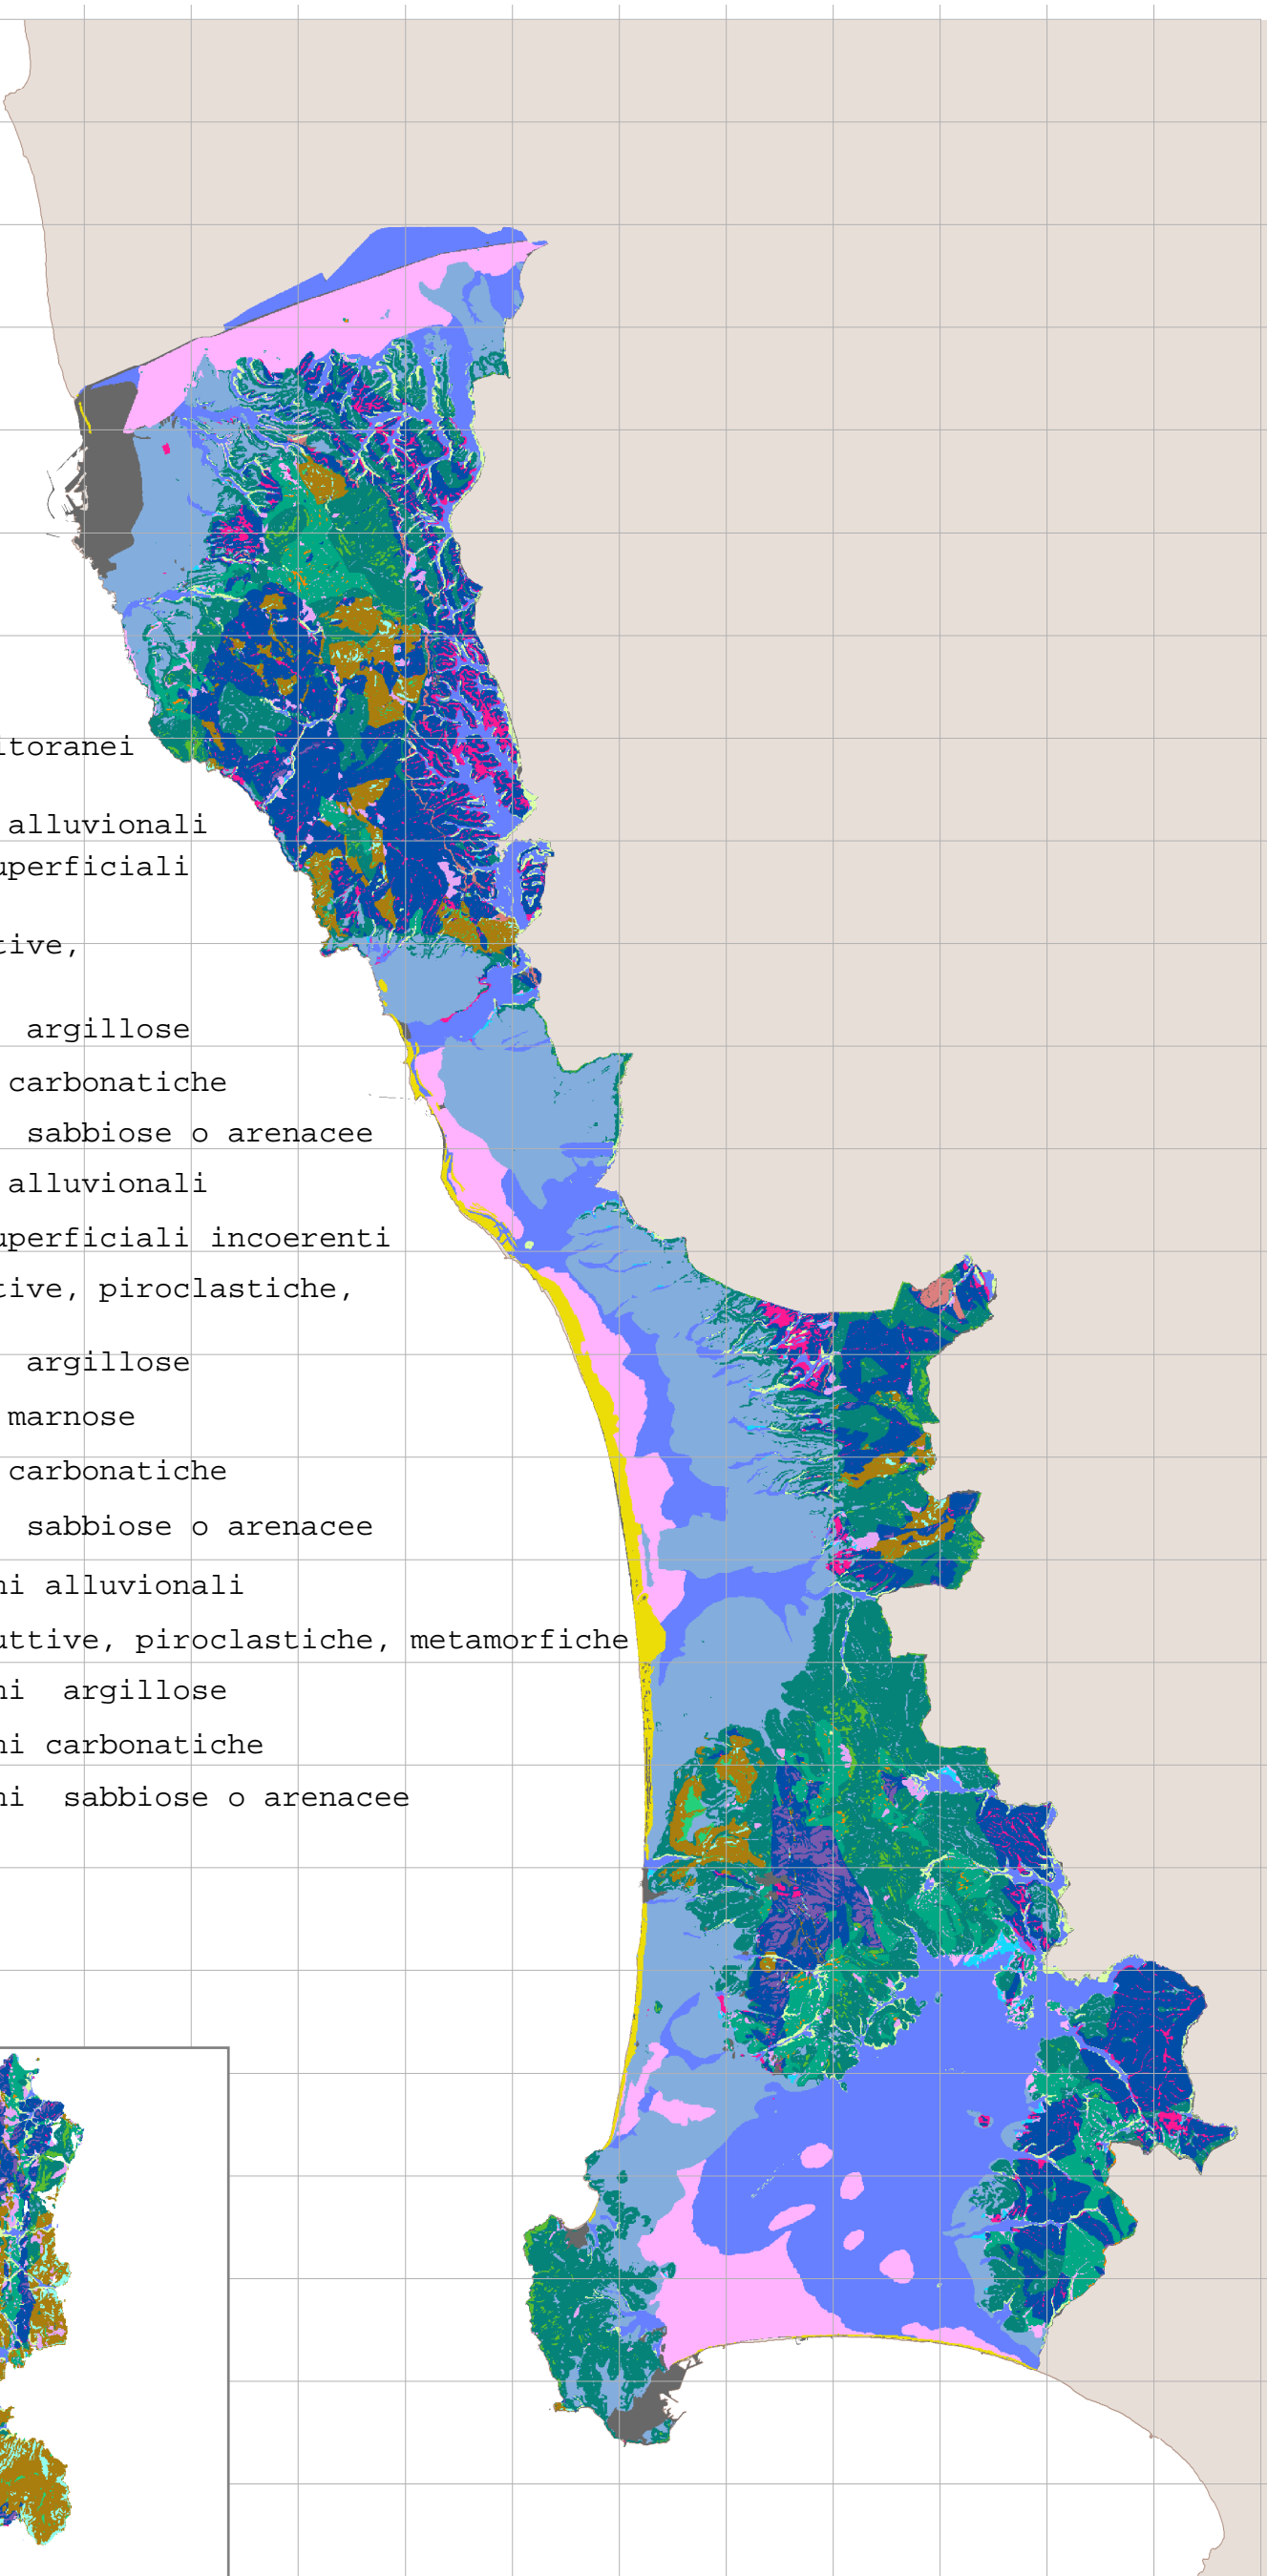 itoranei
alluvionali
uperficiali
tive,
argillose
carbonatiche
sabbiose o arenacee
alluvionali
uperficiali incoerenti
tive, piroclastiche,
argillose
marnose
carbonatiche
sabbiose o arenacee
ni alluvionali
uttive, piroclastiche, metamorfiche
ni argillose
ni carbonatiche
ni sabbiose o arenacee